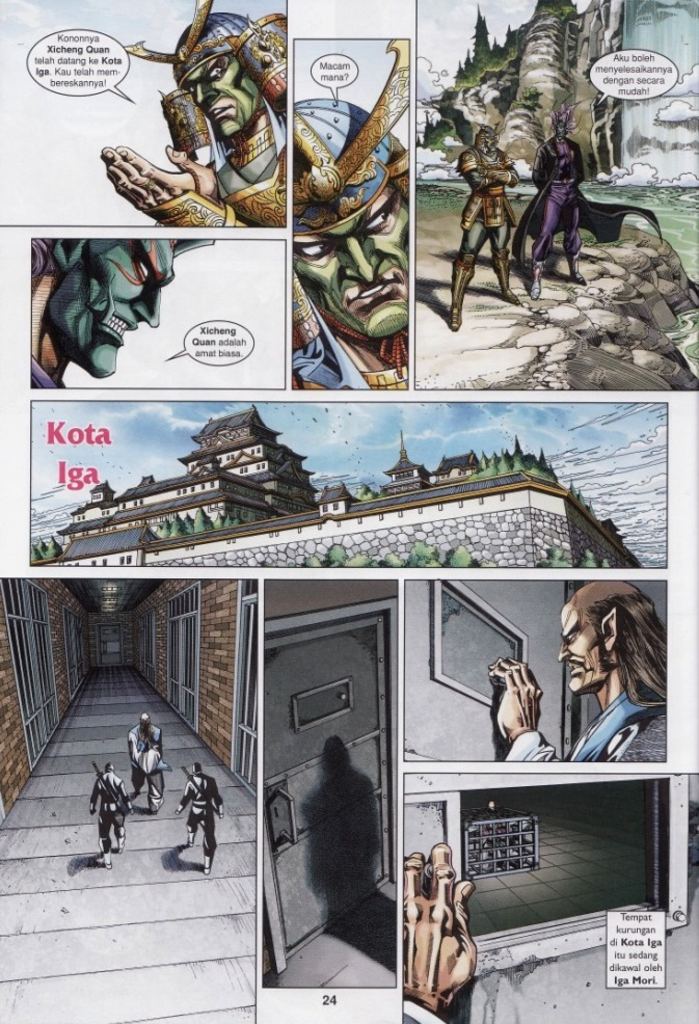 Kononnya
Xicheng Quan
telah datang ke Kota
Iga. Kau telah mem-
bereskannya!
Macam
mana?
Aku boleh
menyelesaikannya
dengan secara
mudah!
Xicheng
Quan adalah
amat biasa.
Kota
Iga
Tempat
kurungan
di Kota Iga
itu sedang
dikawal oleh
Iga Mori.
24